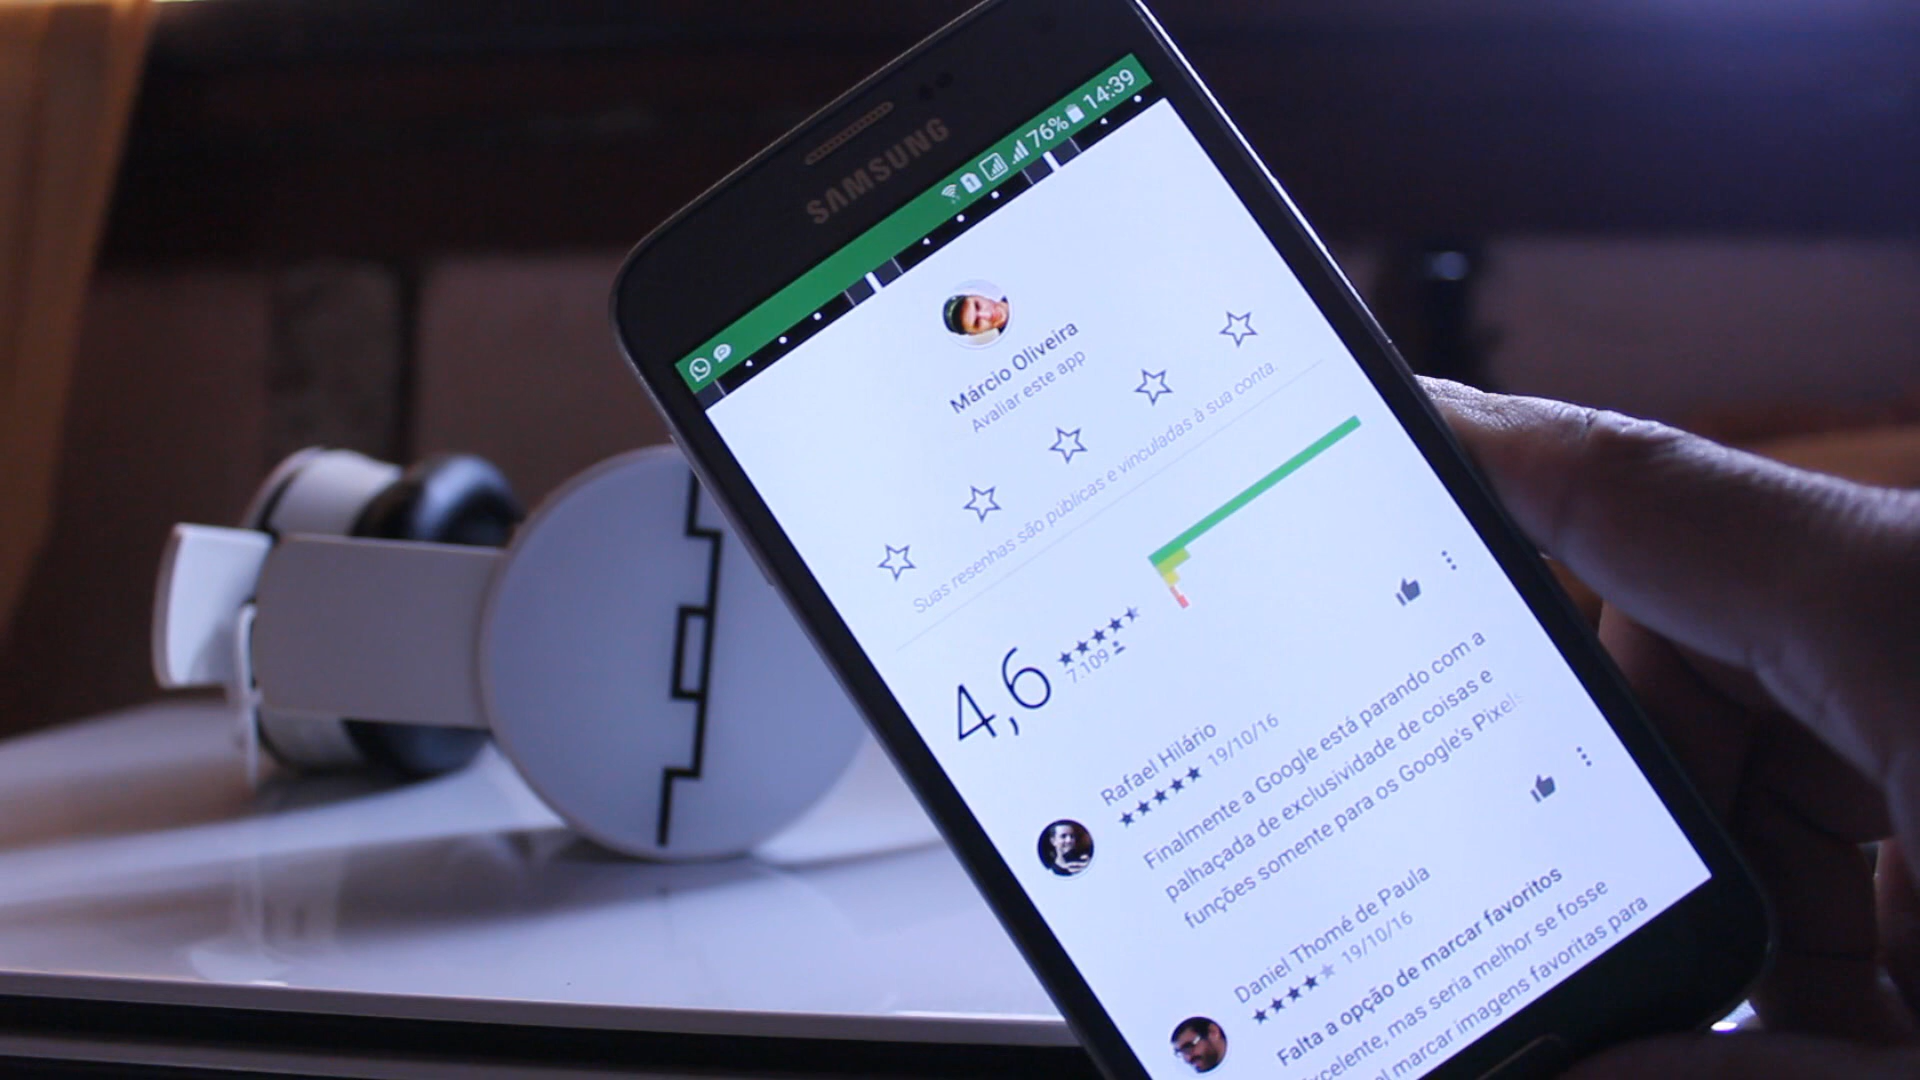 SAMSUNG
76% 14:39
Márcio Oliveira
Avaliar este app
Suas resenhas são públicas e vinculadas à sua conta.
4,6
7.109
Rafael Hilário
19/10/16
Finalmente a Google está parando com a
palhaçada de exclusividade de coisas e
funções somente para os Google's Pixels
Daniel Thomé de Paula
19/10/16
Falta a opção de marcar favoritos
mas seria melhor se fosse
marcar imagens favoritas para